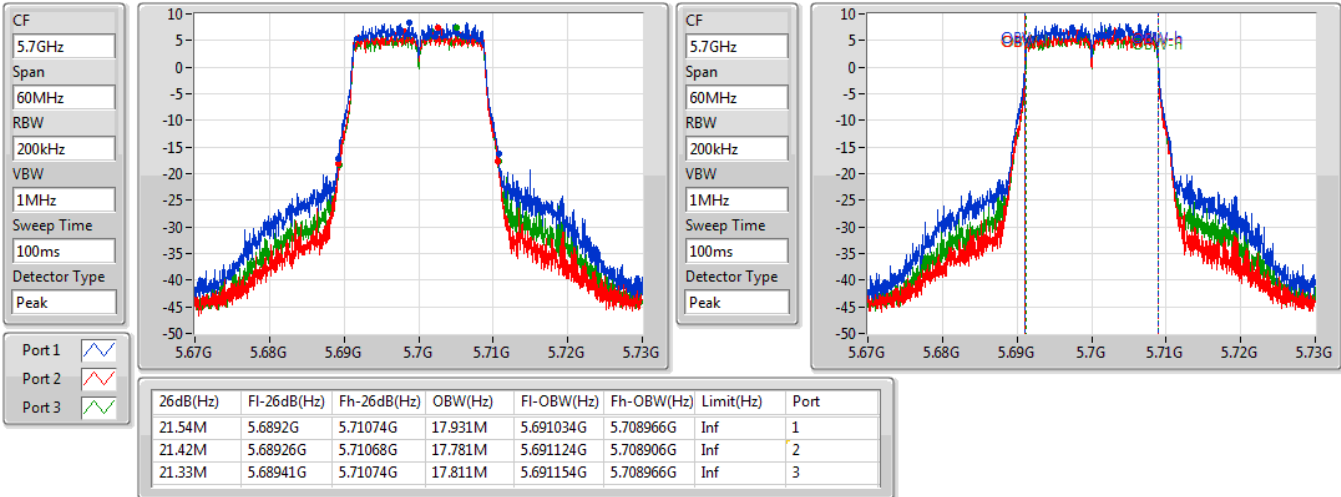 CF
5.7GHz
Span
60MHz
RBW
200kHz
VBW
1MHz
Sweep Time
100ms
Detector Type
Peak
10
5
0
-5
-10
-15
-20
-25
-30
-35
-40
-45
-50
5.67G 5.68G 5.69G 5.7G 5.71G 5.72G 5.73G
CF
5.7GHz
Span
60MHz
RBW
200kHz
VBW
1MHz
Sweep Time
100ms
Detector Type
Peak
10
5
0
-5
-10
-15
-20
-25
-30
-35
-40
-45
-50
5.67G 5.68G 5.69G 5.7G 5.71G 5.72G 5.73G
Port 1
Port 2
Port 3
26dB(Hz) Fl-26dB(Hz) Fh-26dB(Hz) OBW(Hz) Fl-OBW(Hz) Fh-OBW(Hz) Limit(Hz) Port
21.54M 5.6892G 5.71074G 17.931M 5.691034G 5.708966G Inf 1
21.42M 5.68926G 5.71068G 17.781M 5.691124G 5.708906G Inf 2
21.33M 5.68941G 5.71074G 17.811M 5.691154G 5.708966G Inf 3